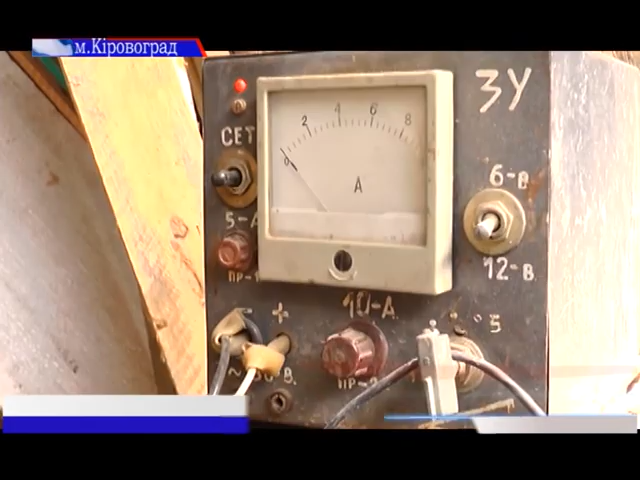 м.Кіровоград
ЗУ
СЕТ
0 2 4 6 8
А
6-В
5-А
12-В.
ПР-1
- +
10-А
5
ПР-2